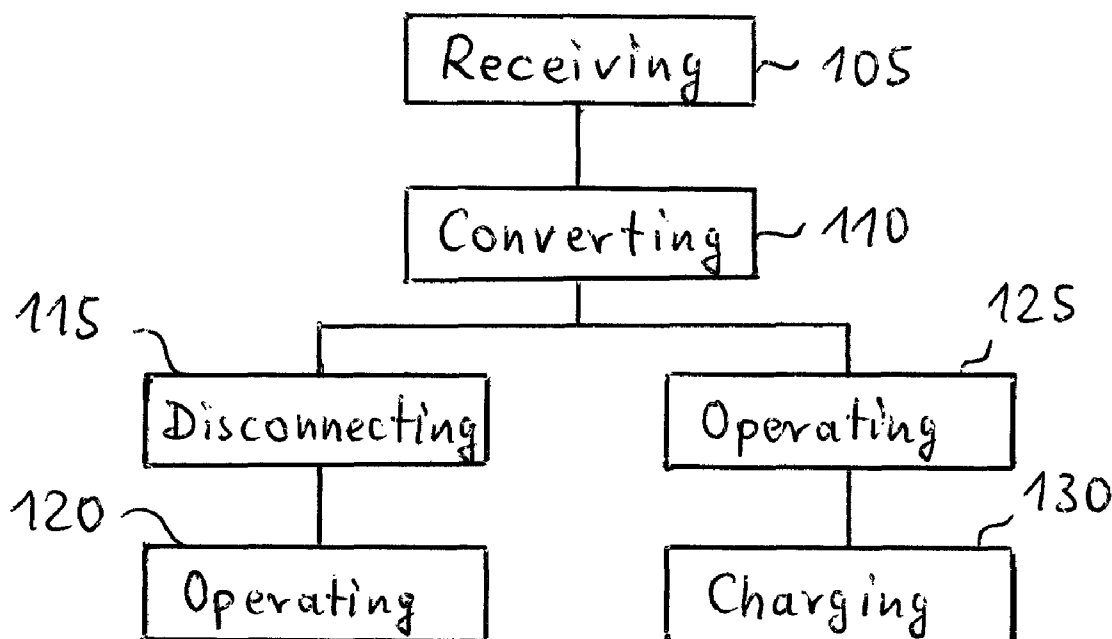 Receiving 105
Converting 110
115 125
Disconnecting Operating
120 130
Operating Charging